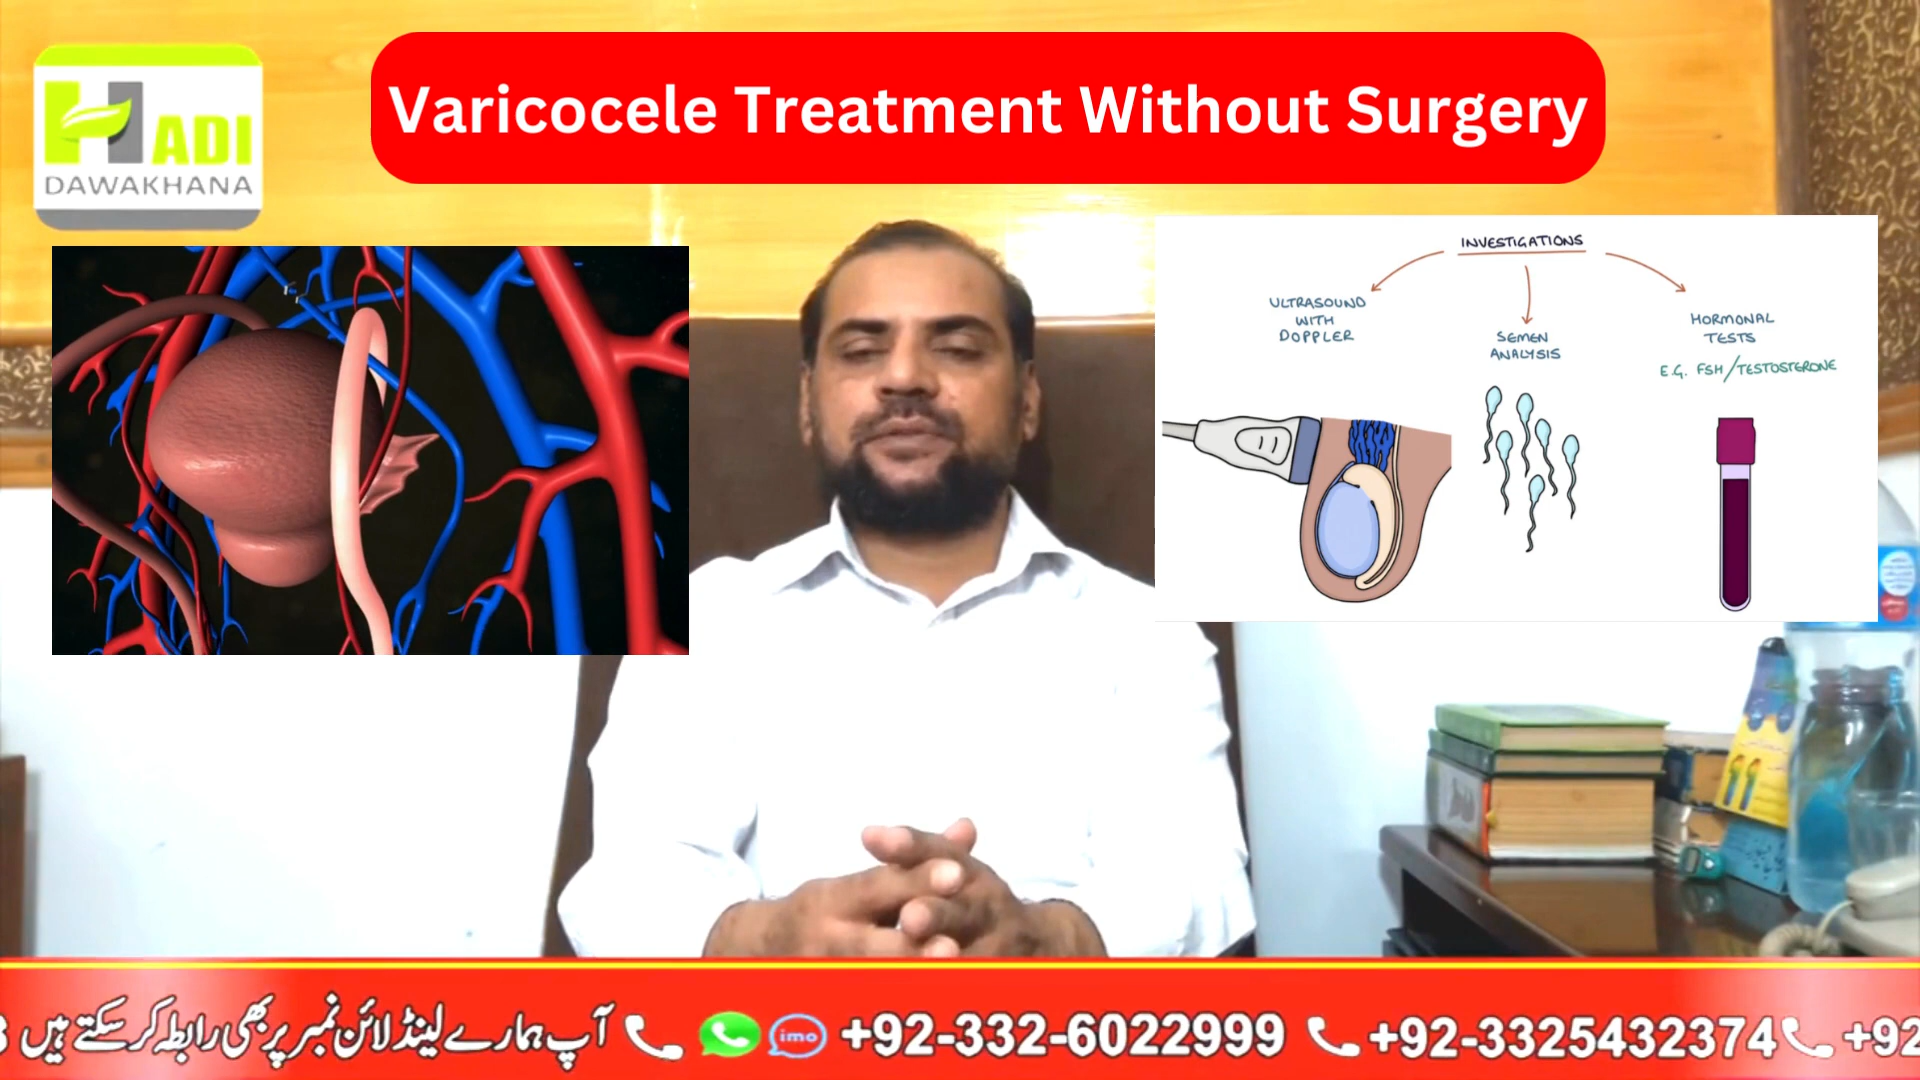 HADI
DAWAKHANA
Varicocele Treatment Without Surgery
INVESTIGATIONS
ULTRASOUND
WITH
DOPPLER
SEMEN
ANALYSIS
HORMONAL
TESTS
E.G. FSH/TESTOSTERONE
آپ ہمارے لینڈ لائن نمبر پر بھی رابطہ کر سکتے ہیں
imo +92-332-6022999 +92-3325432374 +92